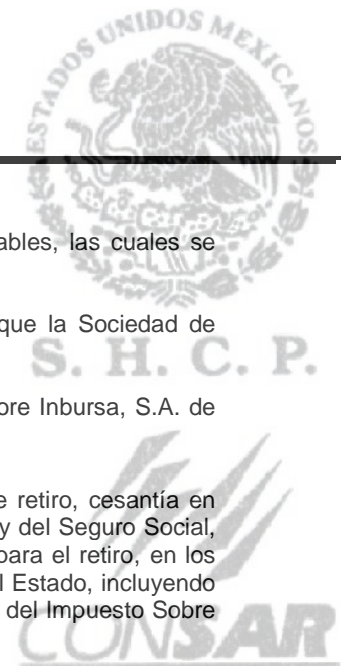 ESTADOS UNIDOS MEXICANOS
ables, las cuales se
que la Sociedad de
S. H. C. P.
ore Inbursa, S.A. de
e retiro, cesantía en
y del Seguro Social,
para el retiro, en los
l Estado, incluyendo
del Impuesto Sobre
CONSAR